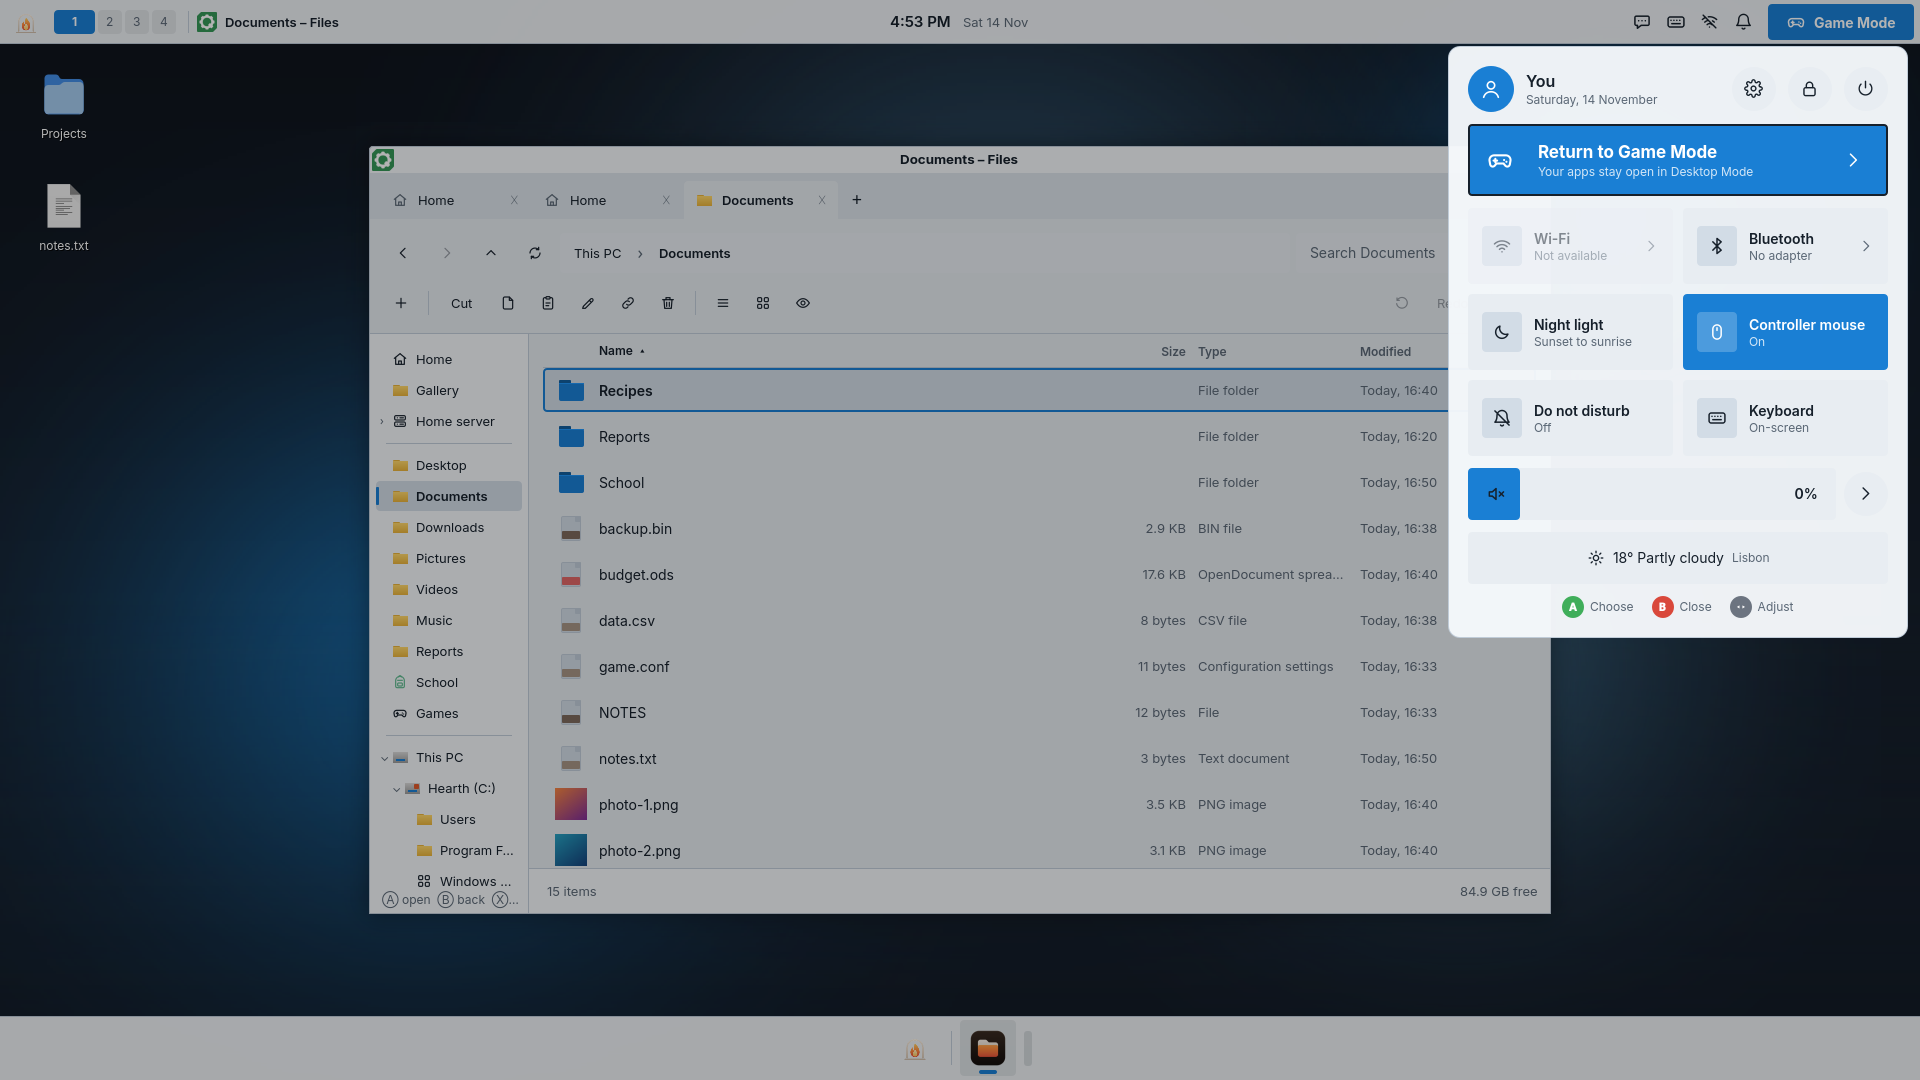 1 2 3 4 Documents – Files 4:53 PM Sat 14 Nov Game Mode
Projects
notes.txt
Documents – Files
Home X Home X Documents X +
This PC › Documents Search Documents
Cut Re
Home
Gallery
Home server
Desktop
Documents
Downloads
Pictures
Videos
Music
Reports
School
Games
This PC
Hearth (C:)
Users
Program F...
Windows ...
A open B back X...
Name Size Type Modified
Recipes File folder Today, 16:40
Reports File folder Today, 16:20
School File folder Today, 16:50
backup.bin 2.9 KB BIN file Today, 16:38
budget.ods 17.6 KB OpenDocument sprea... Today, 16:40
data.csv 8 bytes CSV file Today, 16:38
game.conf 11 bytes Configuration settings Today, 16:33
NOTES 12 bytes File Today, 16:33
notes.txt 3 bytes Text document Today, 16:50
photo-1.png 3.5 KB PNG image Today, 16:40
photo-2.png 3.1 KB PNG image Today, 16:40
15 items 84.9 GB free
You
Saturday, 14 November
Return to Game Mode
Your apps stay open in Desktop Mode
Wi-Fi
Not available
Bluetooth
No adapter
Night light
Sunset to sunrise
Controller mouse
On
Do not disturb
Off
Keyboard
On-screen
0%
18° Partly cloudy Lisbon
A Choose B Close Adjust